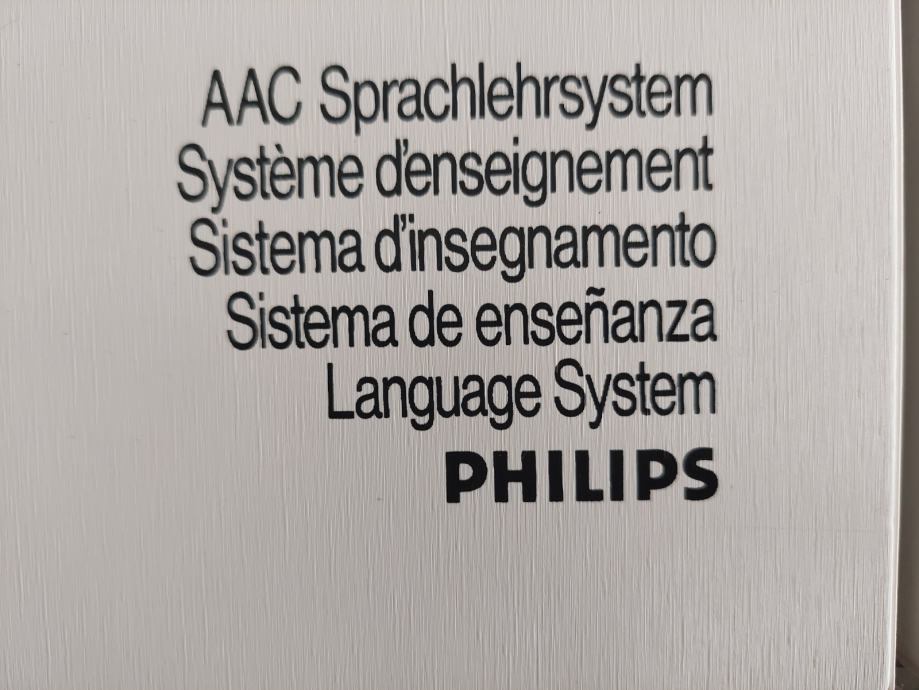 AAC Sprachlehrsystem
Système d'enseignement
Sistema d'insegnamento
Sistema de enseñanza
Language System
PHILIPS